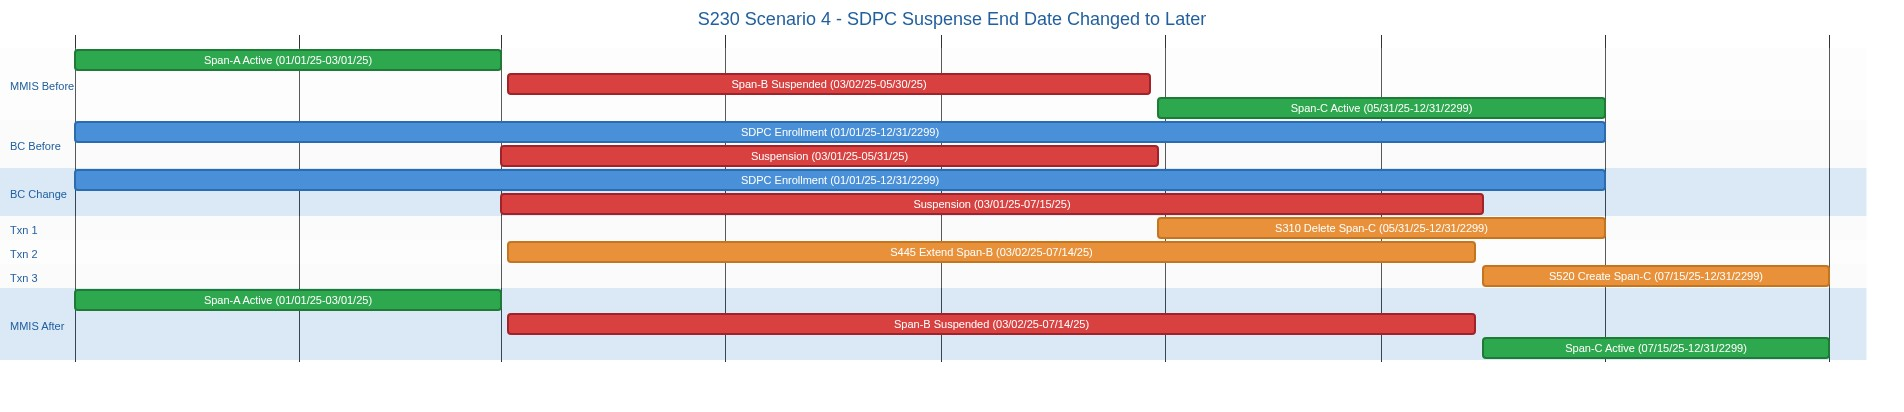 S230 Scenario 4 - SDPC Suspense End Date Changed to Later
MMIS Before
Span-A Active (01/01/25-03/01/25)
Span-B Suspended (03/02/25-05/30/25)
Span-C Active (05/31/25-12/31/2299)
BC Before
SDPC Enrollment (01/01/25-12/31/2299)
Suspension (03/01/25-05/31/25)
BC Change
SDPC Enrollment (01/01/25-12/31/2299)
Suspension (03/01/25-07/15/25)
Txn 1
S310 Delete Span-C (05/31/25-12/31/2299)
Txn 2
S445 Extend Span-B (03/02/25-07/14/25)
Txn 3
S520 Create Span-C (07/15/25-12/31/2299)
MMIS After
Span-A Active (01/01/25-03/01/25)
Span-B Suspended (03/02/25-07/14/25)
Span-C Active (07/15/25-12/31/2299)